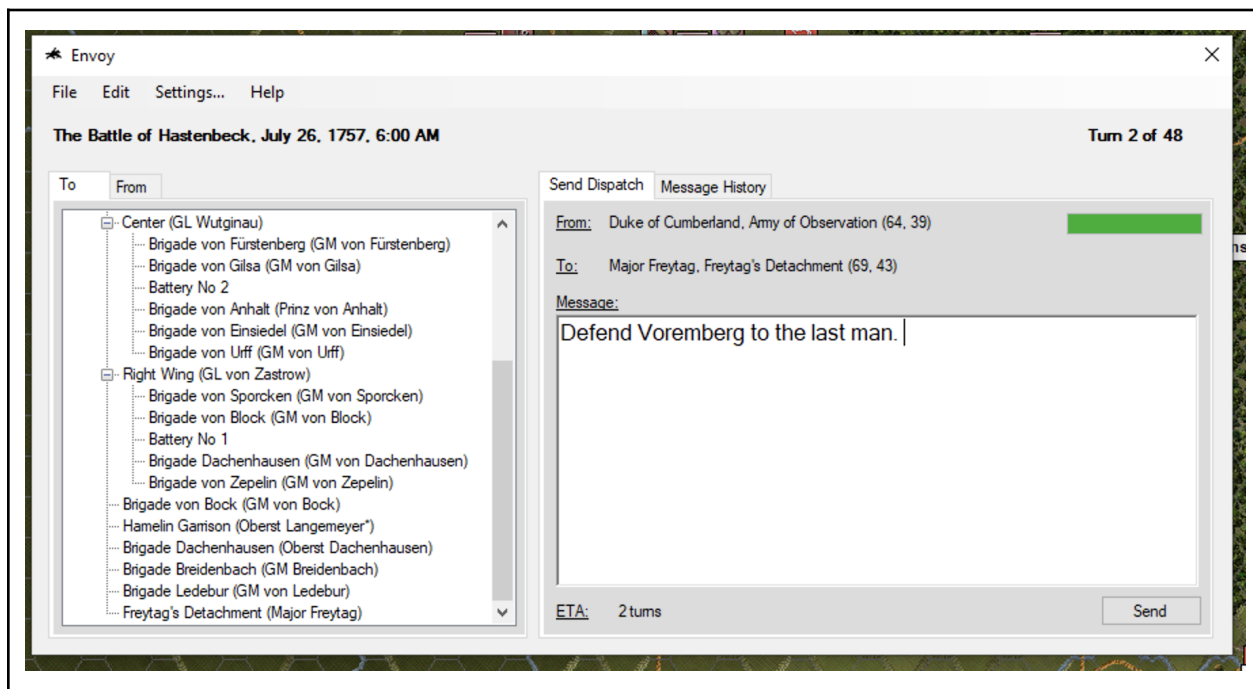 Envoy
File Edit Settings... Help
The Battle of Hastenbeck, July 26, 1757, 6:00 AM
Turn 2 of 48
To From
Center (GL Wutginau)
Brigade von Fürstenberg (GM von Fürstenberg)
Brigade von Gilsa (GM von Gilsa)
Battery No 2
Brigade von Anhalt (Prinz von Anhalt)
Brigade von Einsiedel (GM von Einsiedel)
Brigade von Urff (GM von Urff)
Right Wing (GL von Zastrow)
Brigade von Sporcken (GM von Sporcken)
Brigade von Block (GM von Block)
Battery No 1
Brigade Dachenhausen (GM von Dachenhausen)
Brigade von Zepelin (GM von Zepelin)
Brigade von Bock (GM von Bock)
Hamelin Garrison (Oberst Langemeyer*)
Brigade Dachenhausen (Oberst Dachenhausen)
Brigade Breidenbach (GM Breidenbach)
Brigade Ledebur (GM von Ledebur)
Freytag's Detachment (Major Freytag)
Send Dispatch Message History
From: Duke of Cumberland, Army of Observation (64, 39)
To: Major Freytag, Freytag's Detachment (69, 43)
Message:
Defend Voremberg to the last man.
ETA: 2 turns
Send